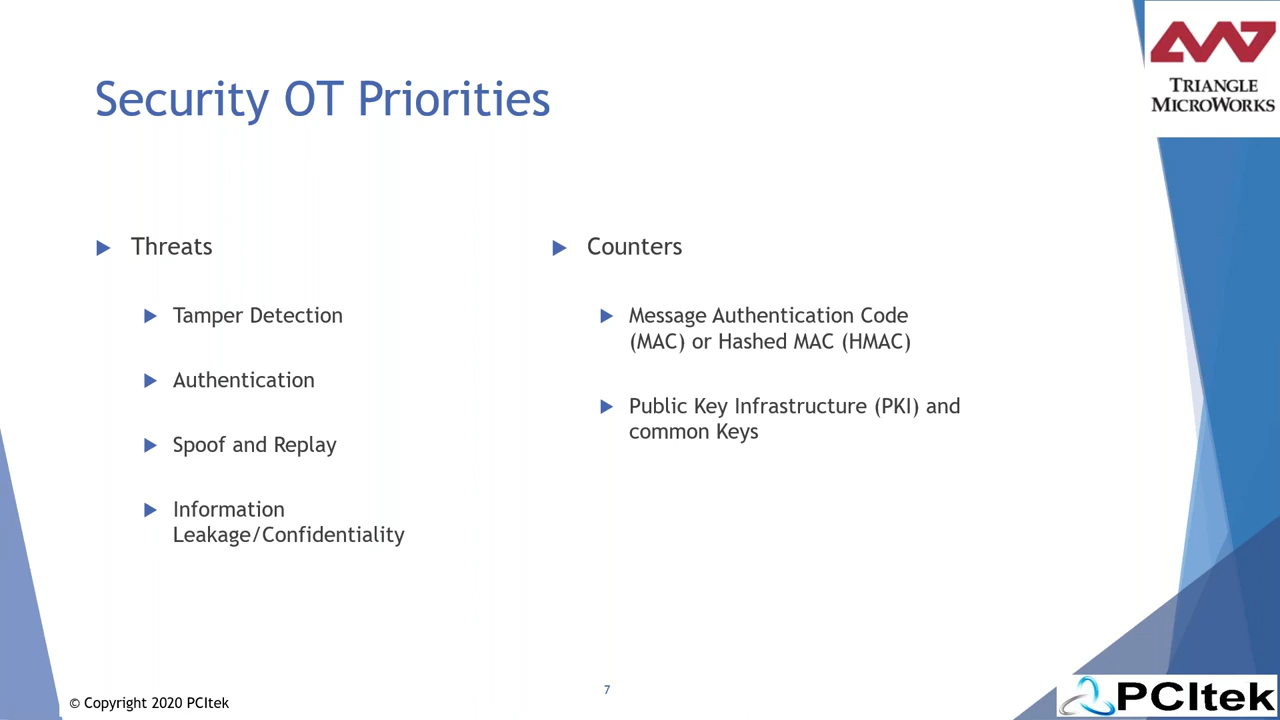 TRIANGLE
MICROWORKS
Security OT Priorities
Threats
Tamper Detection
Authentication
Spoof and Replay
Information
Leakage/Confidentiality
Counters
Message Authentication Code
(MAC) or Hashed MAC (HMAC)
Public Key Infrastructure (PKI) and
common Keys
7
© Copyright 2020 PCItek
PCItek